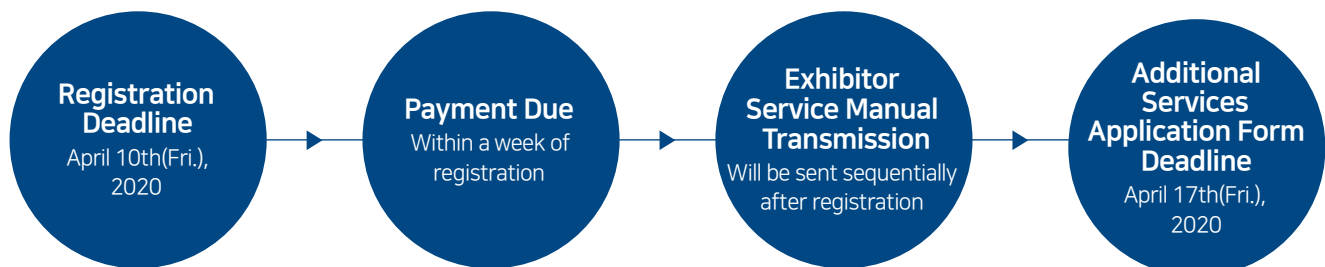 Registration
Deadline
April 10th(Fri.),
2020
Payment Due
Within a week of
registration
Exhibitor
Service Manual
Transmission
Will be sent sequentially
after registration
Additional
Services
Application Form
Deadline
April 17th(Fri.),
2020